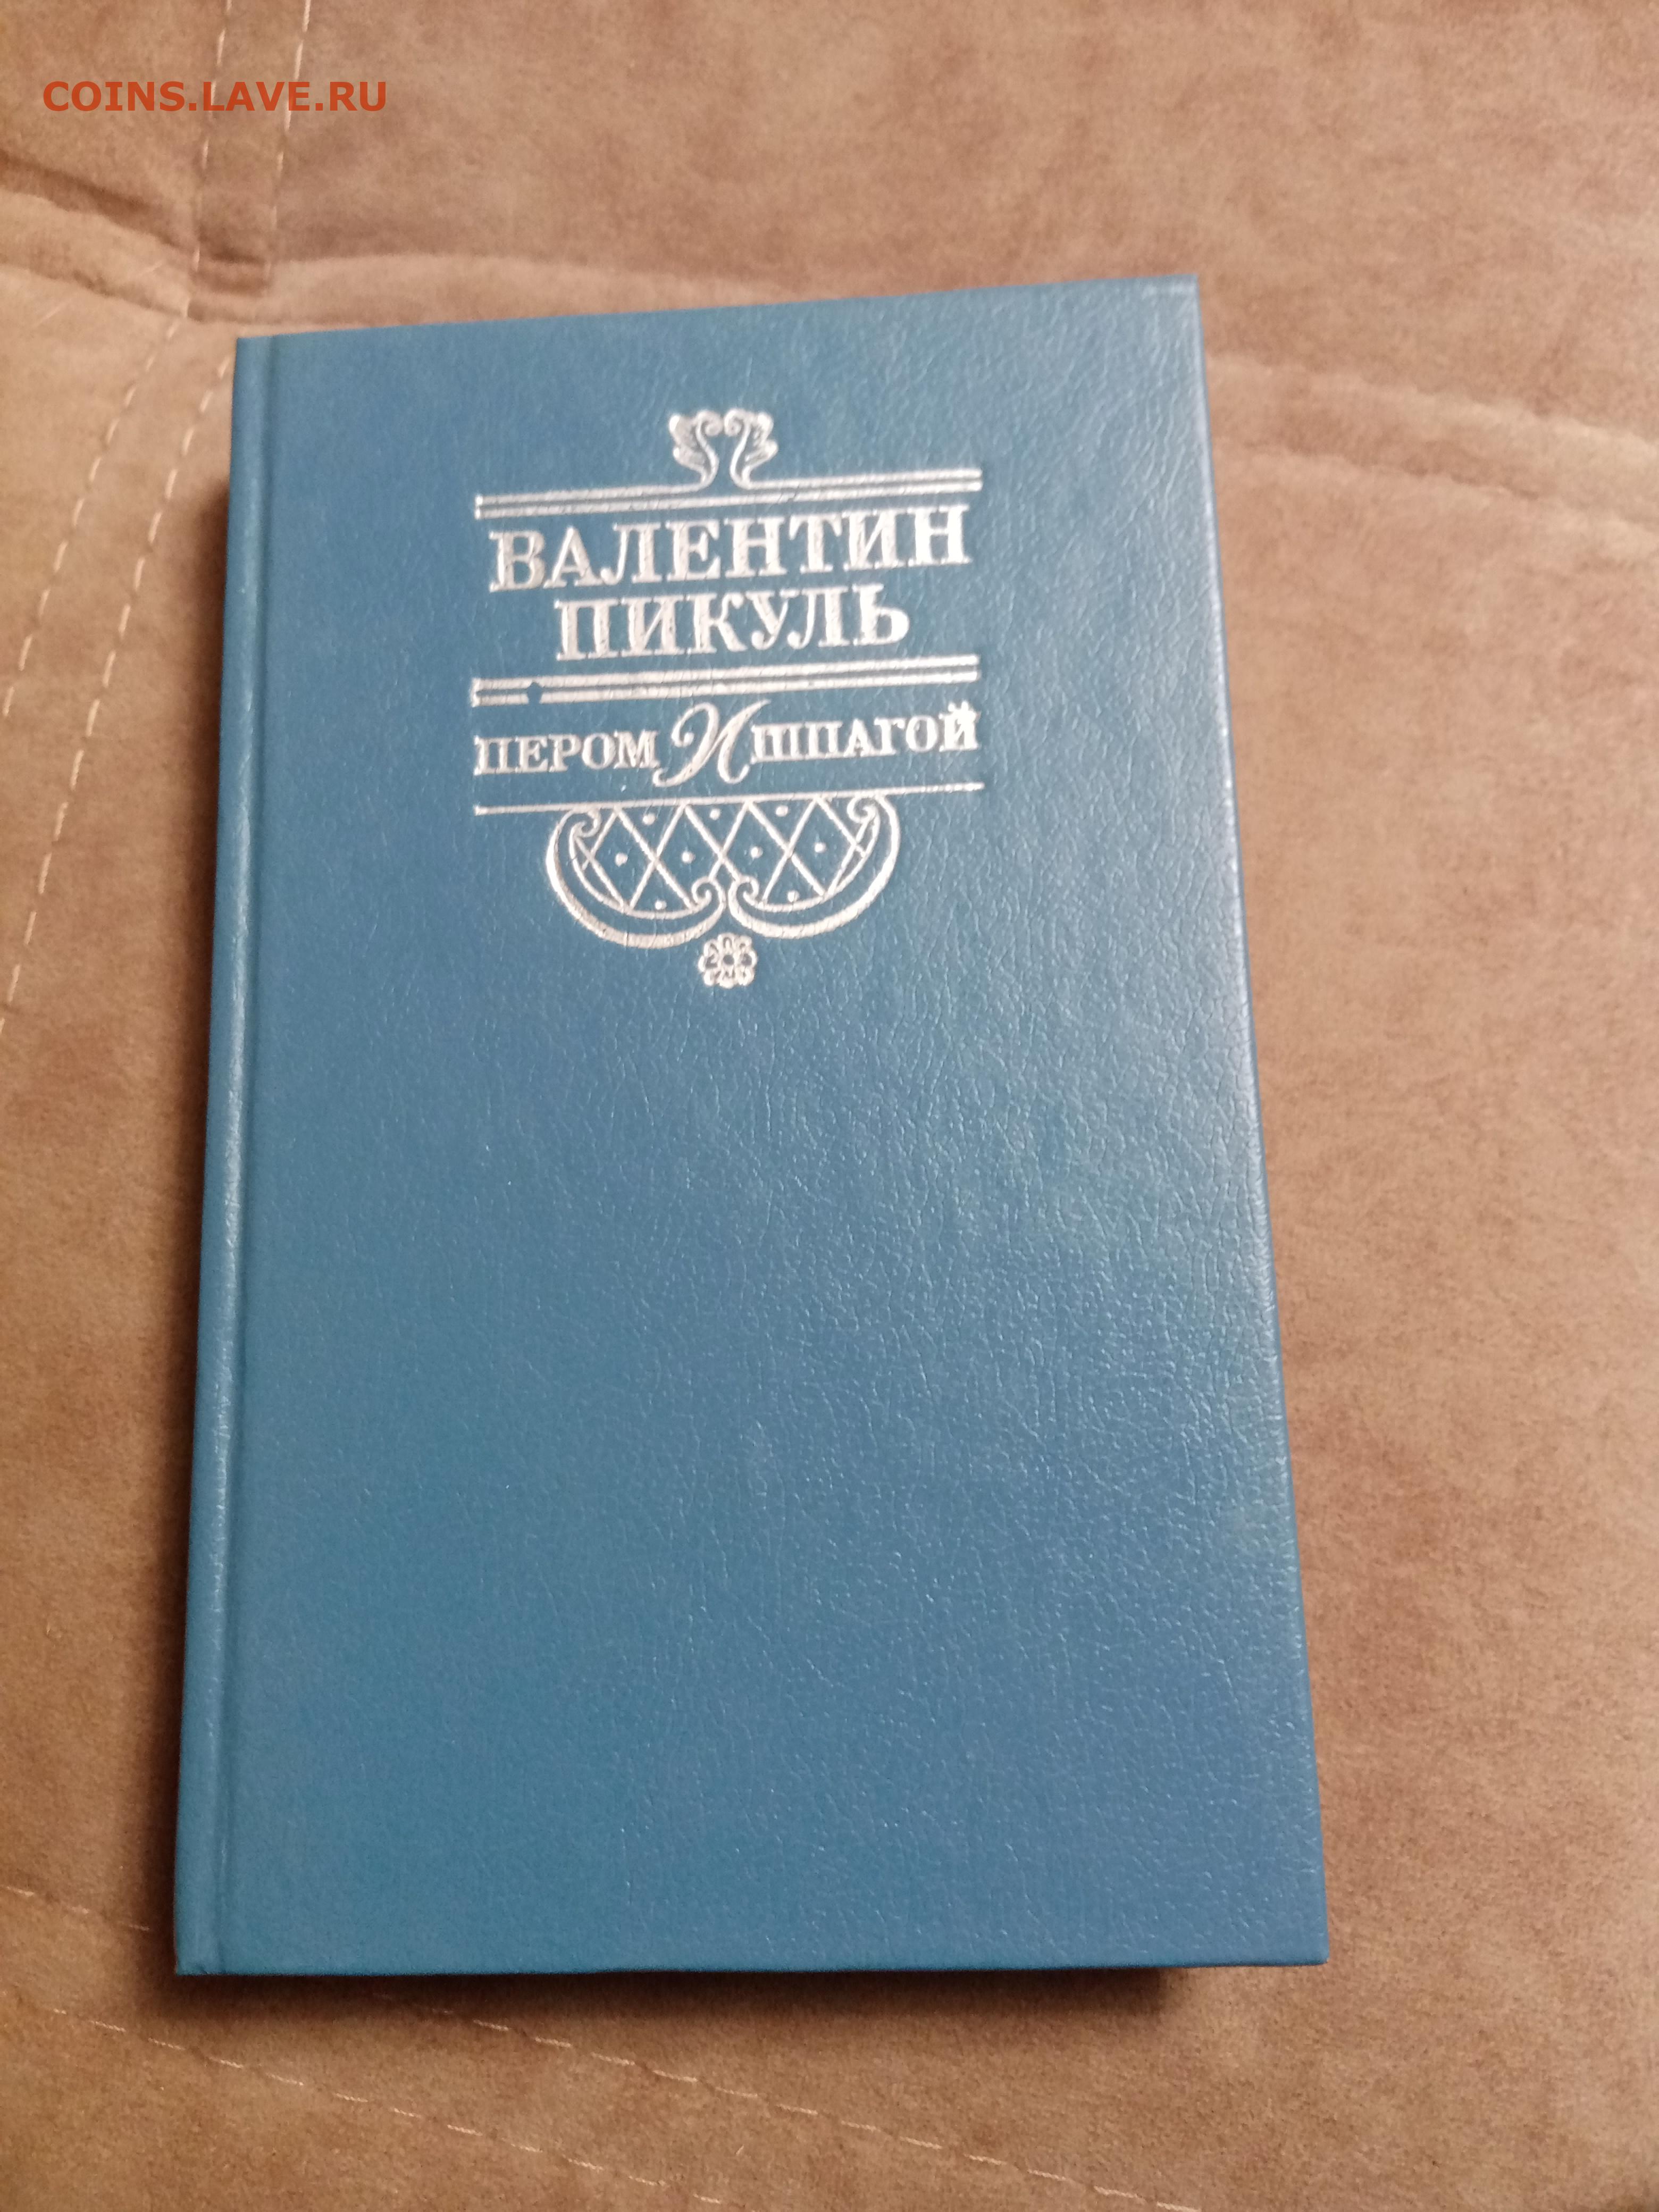 COINS.LAVE.RU
ВАЛЕНТИН
ПИКУЛЬ
ПЕРОМ И ШПАГОЙ